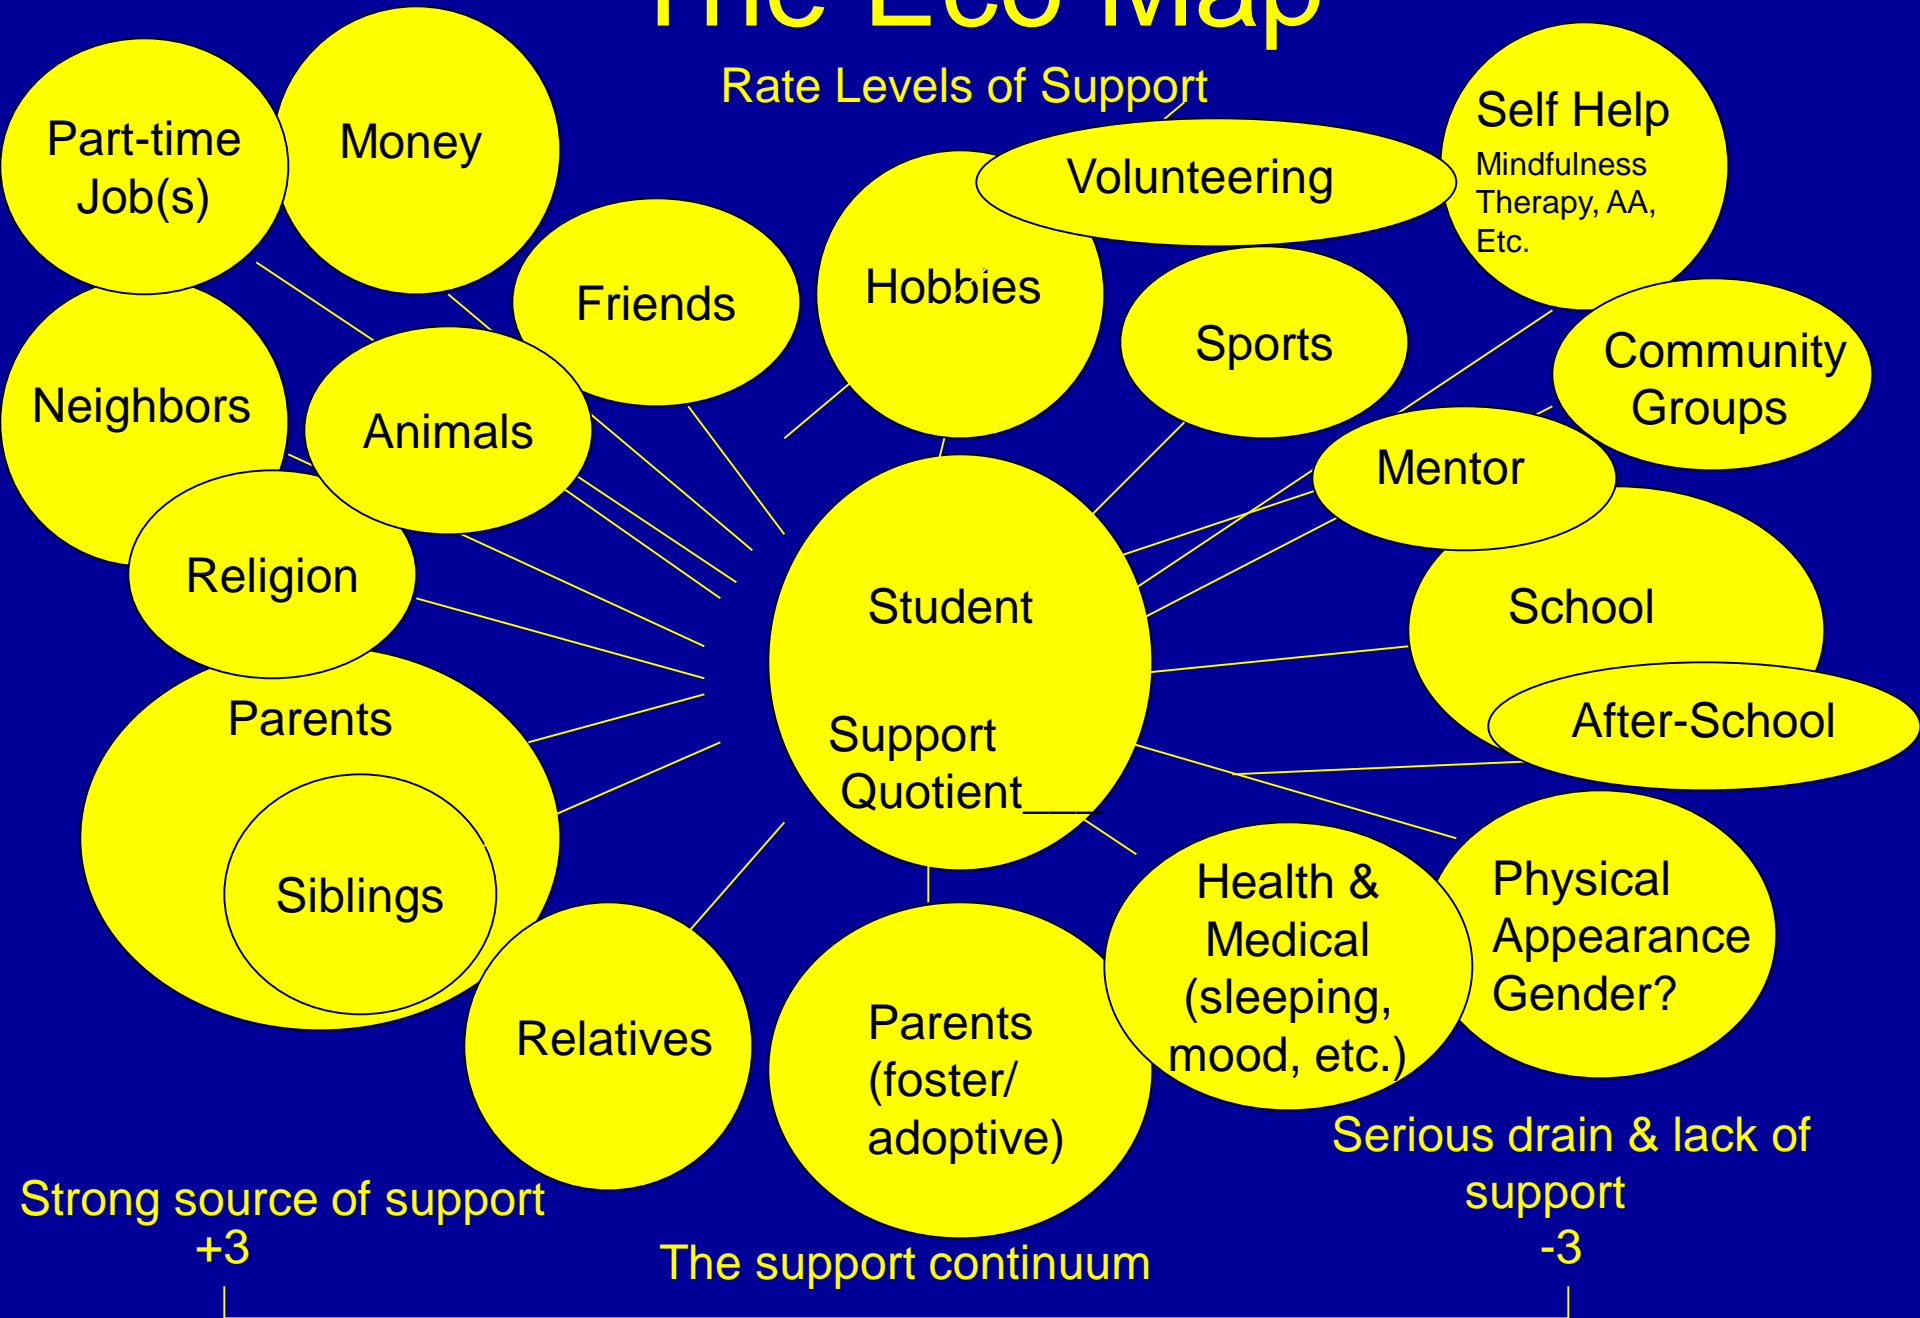 The Eco Map
Rate Levels of Support
Part-time
Job(s)
Money
Friends
Hobbies
Volunteering
Sports
Self Help
Mindfulness
Therapy, AA,
Etc.
Community
Groups
Neighbors
Animals
Mentor
Religion
Student
Support
Quotient___
School
After-School
Parents
Siblings
Relatives
Parents
(foster/
adoptive)
Health &
Medical
(sleeping,
mood, etc.)
Physical
Appearance
Gender?
Strong source of support
+3
The support continuum
Serious drain & lack of
support
-3